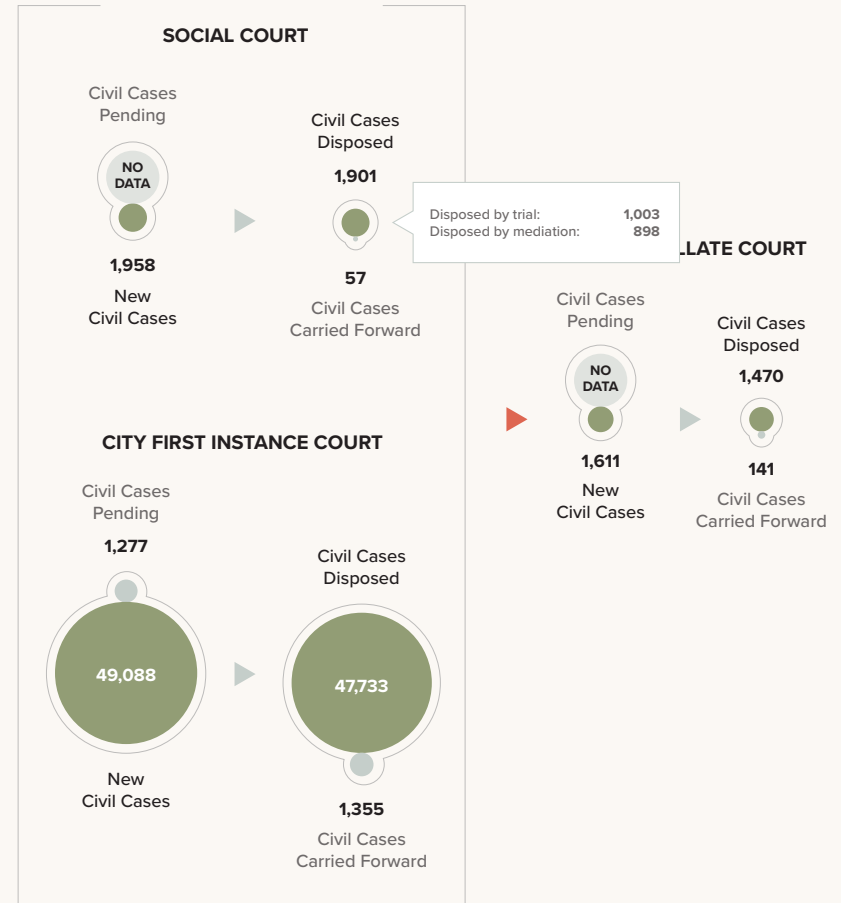 SOCIAL COURT
Civil Cases
Pending
NO
DATA
1,958
New
Civil Cases
Civil Cases
Disposed
1,901
57
Civil Cases
Carried Forward
Disposed by trial: 1,003
Disposed by mediation: 898
LLATE COURT
Civil Cases
Pending
NO
DATA
1,611
New
Civil Cases
Civil Cases
Disposed
1,470
141
Civil Cases
Carried Forward
CITY FIRST INSTANCE COURT
Civil Cases
Pending
1,277
49,088
New
Civil Cases
Civil Cases
Disposed
47,733
1,355
Civil Cases
Carried Forward